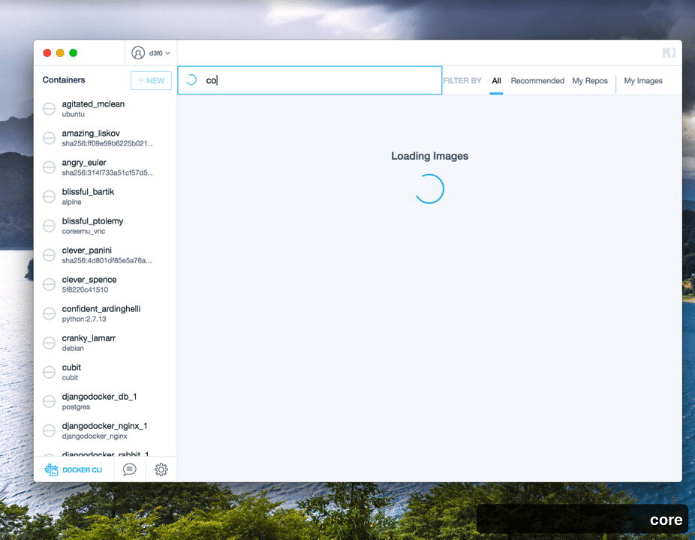 d3f0
Containers
+ NEW
co
FILTER BY All Recommended My Repos My Images
agitated_mclean
ubuntu
amazing_liskov
sha256:ff09e59b6225b021...
angry_euler
sha256:314f733a51cf57d5...
blissful_bartik
alpine
blissful_ptolemy
coreemu_vnc
clever_panini
sha256:4d801df85e5a76a...
clever_spence
5f8220c41510
confident_ardinghelli
python:2.7.13
cranky_lamarr
debian
cubit
cubit
djangodocker_db_1
postgres
djangodocker_nginx_1
djangodocker_nginx
djangodocker_rabbit_1
DOCKER CLI
Loading Images
core